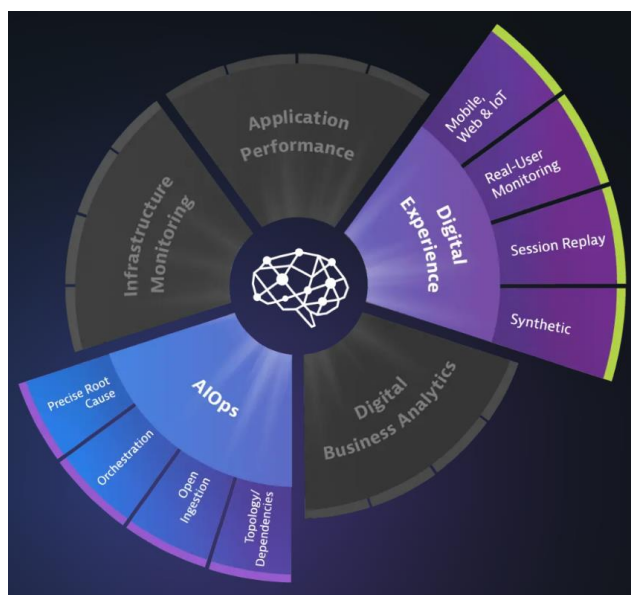 Application
Performance
Mobile,
Web & IoT
Real-User
Monitoring
Session Replay
Synthetic
Digital
Experience
Digital
Business Analytics
Topology/
Dependencies
Open
Ingestion
Orchestration
Precise Root
Cause
AIOps
Infrastructure
Monitoring